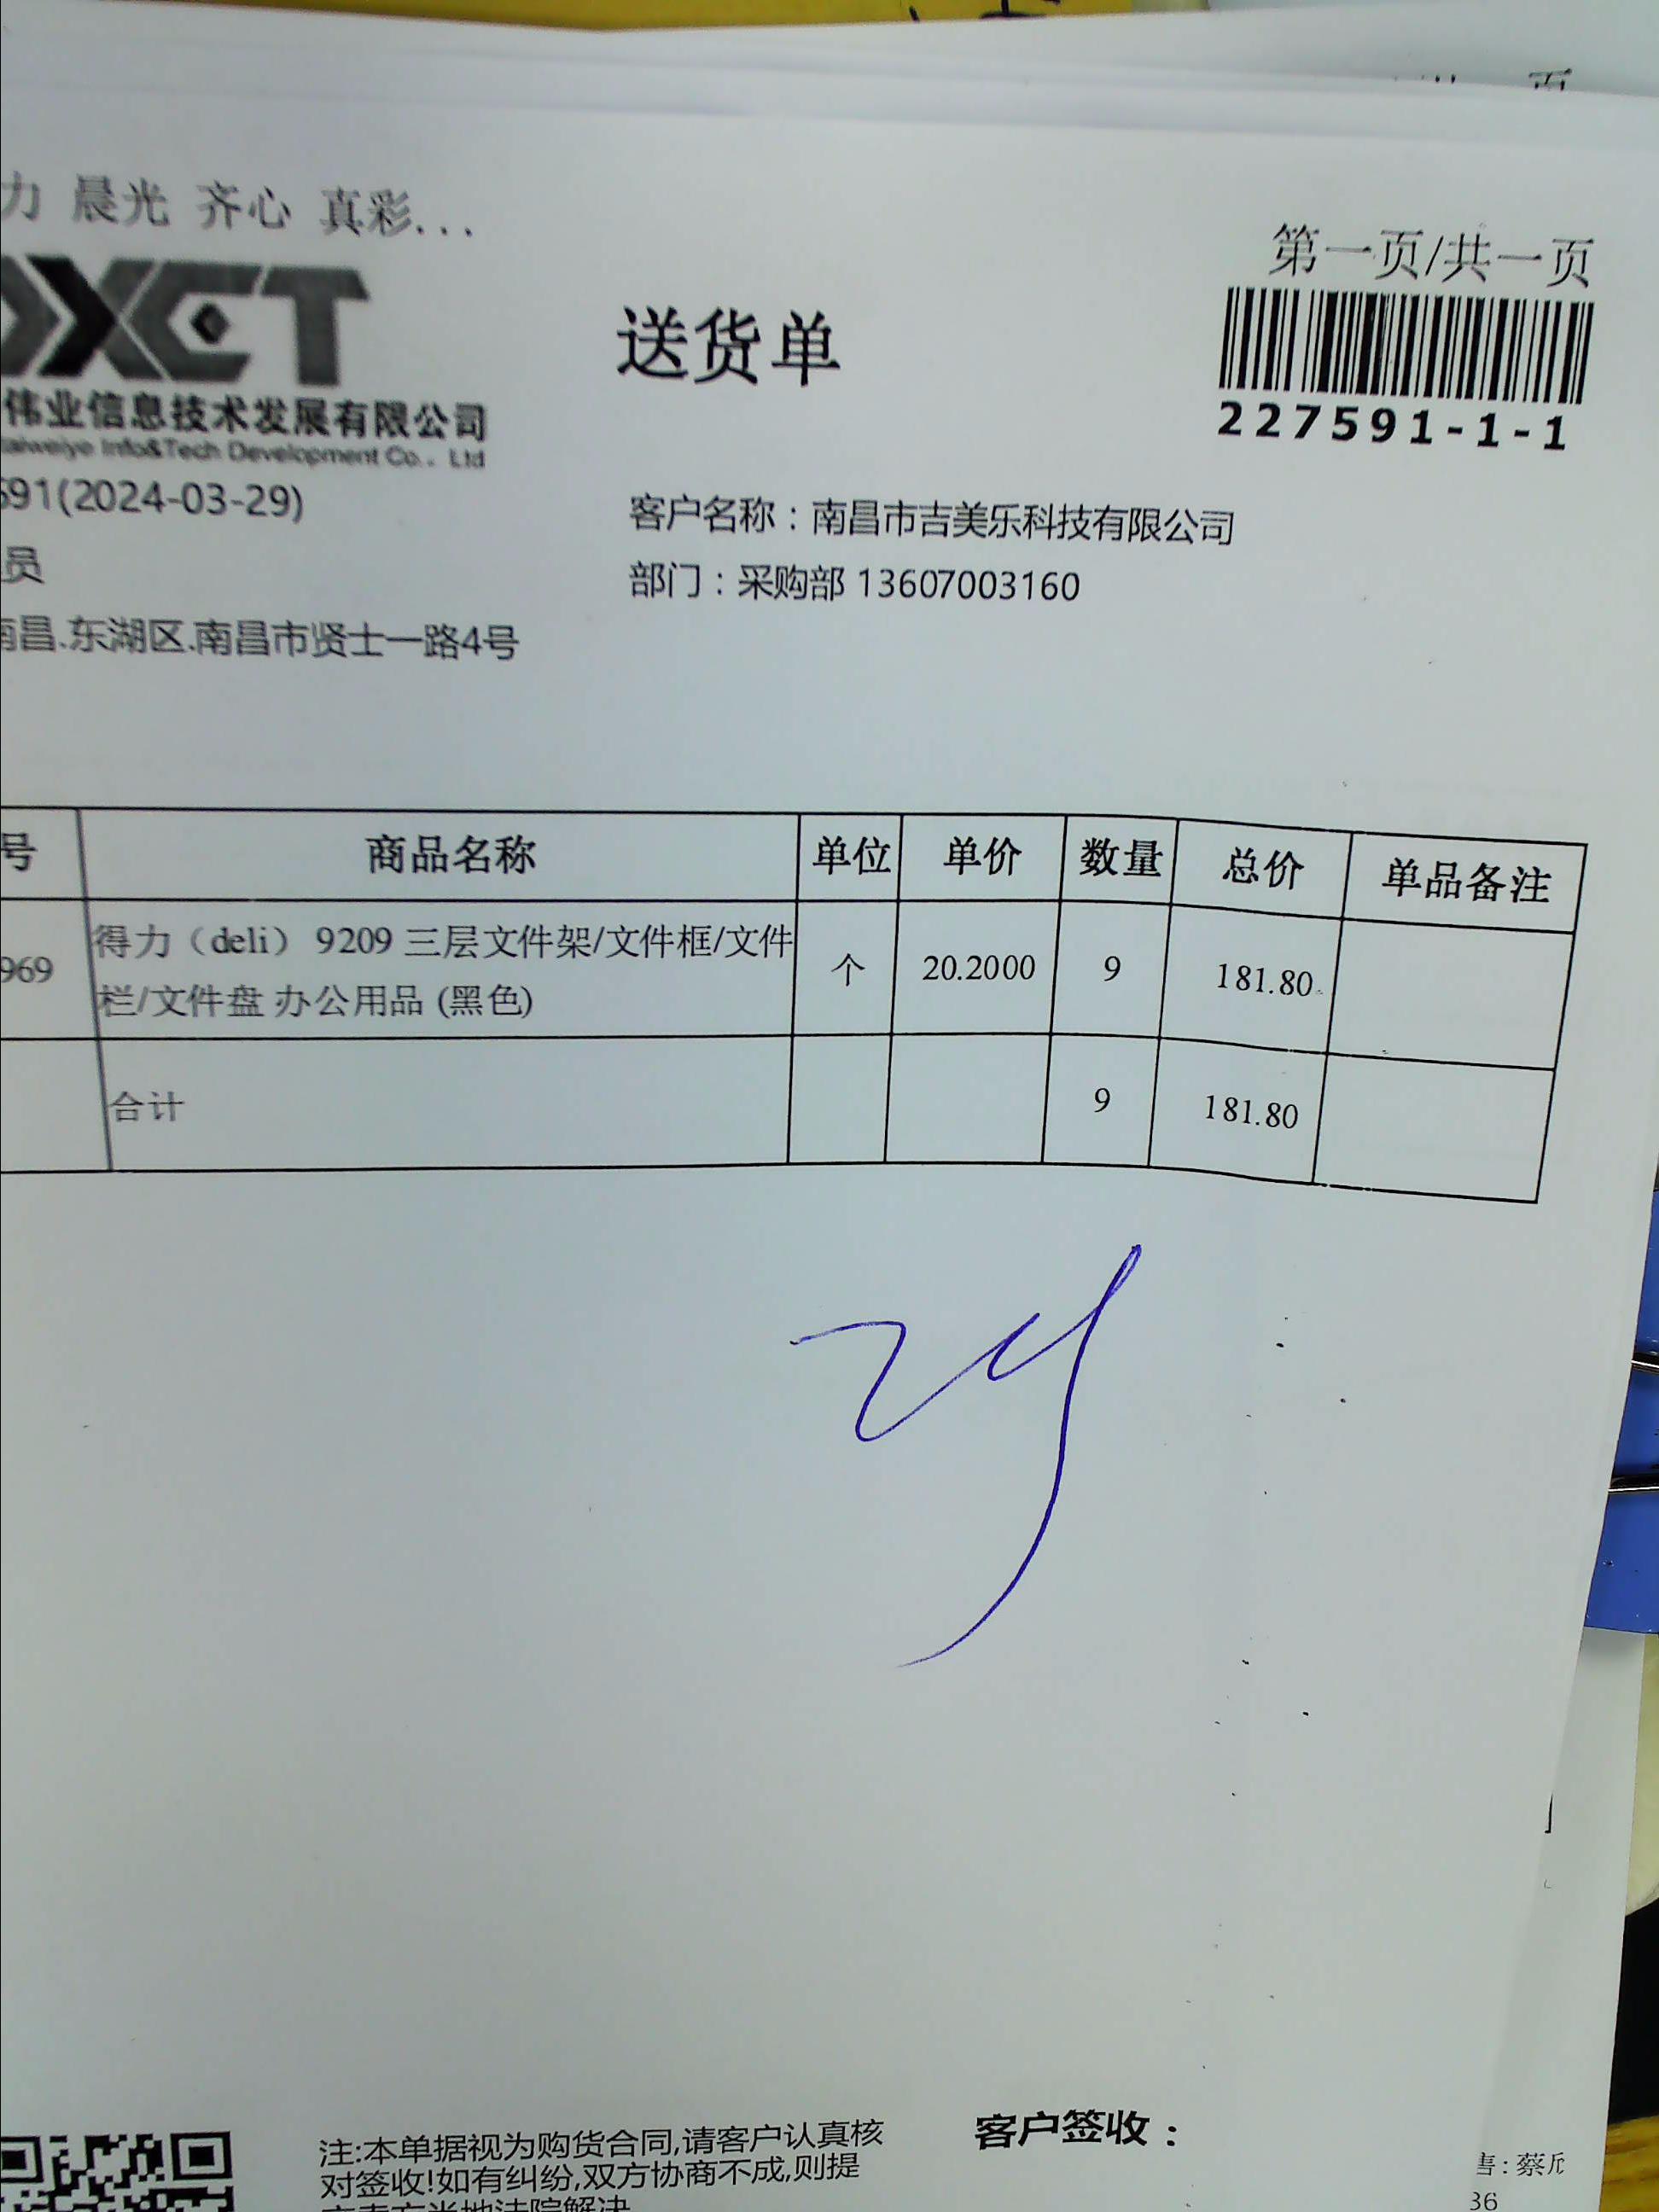 力 晨光 齐心 真彩...
第一页/共一页
XCT
送货单
227591-1-1
伟业信息技术发展有限公司
aiweiye Info&Tech Development Co., Ltd
591(2024-03-29)
客户名称：南昌市吉美乐科技有限公司
员
部门：采购部 13607003160
南昌.东湖区.南昌市贤士一路4号
号 商品名称 单位 单价 数量 总价 单品备注
969 得力（deli） 9209 三层文件架/文件框/文件 个 20.2000 9 181.80
栏/文件盘 办公用品 (黑色)
合计 9 181.80
注:本单据视为购货合同,请客户认真核
对签收!如有纠纷,双方协商不成,则提
客户签收：
售: 蔡
36